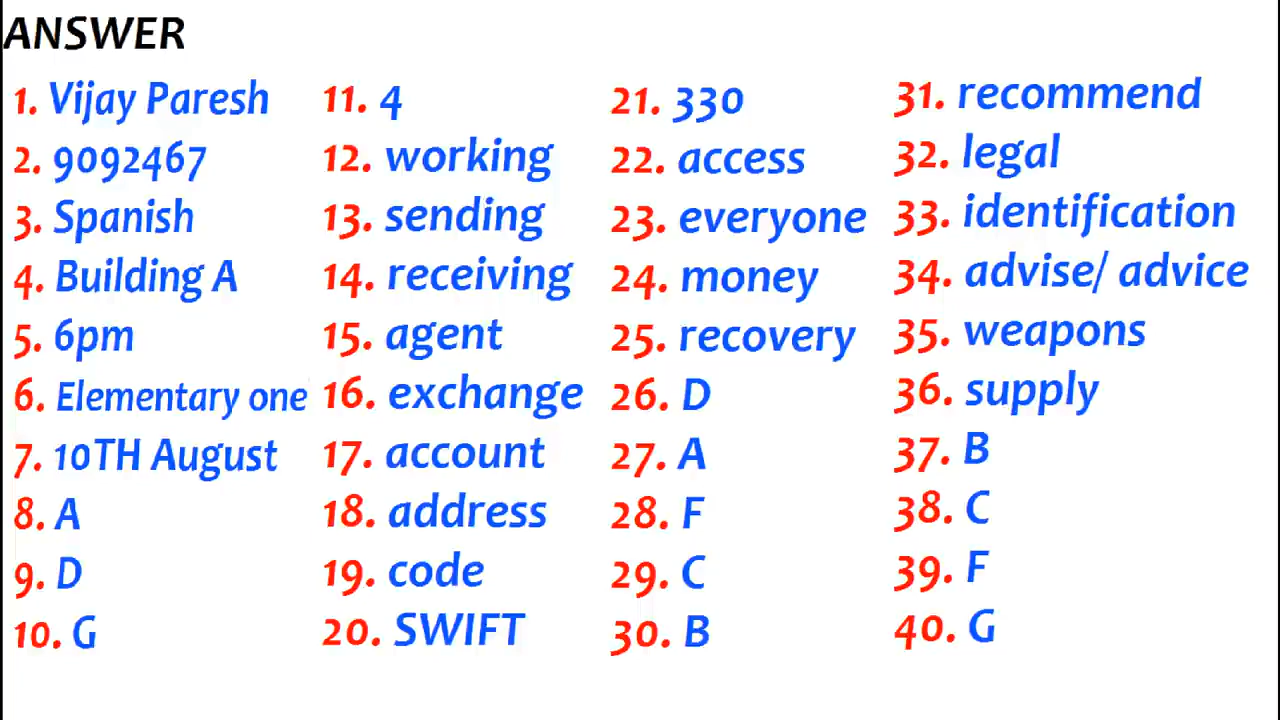 ANSWER
1. Vijay Paresh
2. 9092467
3. Spanish
4. Building A
5. 6pm
6. Elementary one
7. 10TH August
8. A
9. D
10. G
11. 4
12. working
13. sending
14. receiving
15. agent
16. exchange
17. account
18. address
19. code
20. SWIFT
21. 330
22. access
23. everyone
24. money
25. recovery
26. D
27. A
28. F
29. C
30. B
31. recommend
32. legal
33. identification
34. advise/ advice
35. weapons
36. supply
37. B
38. C
39. F
40. G